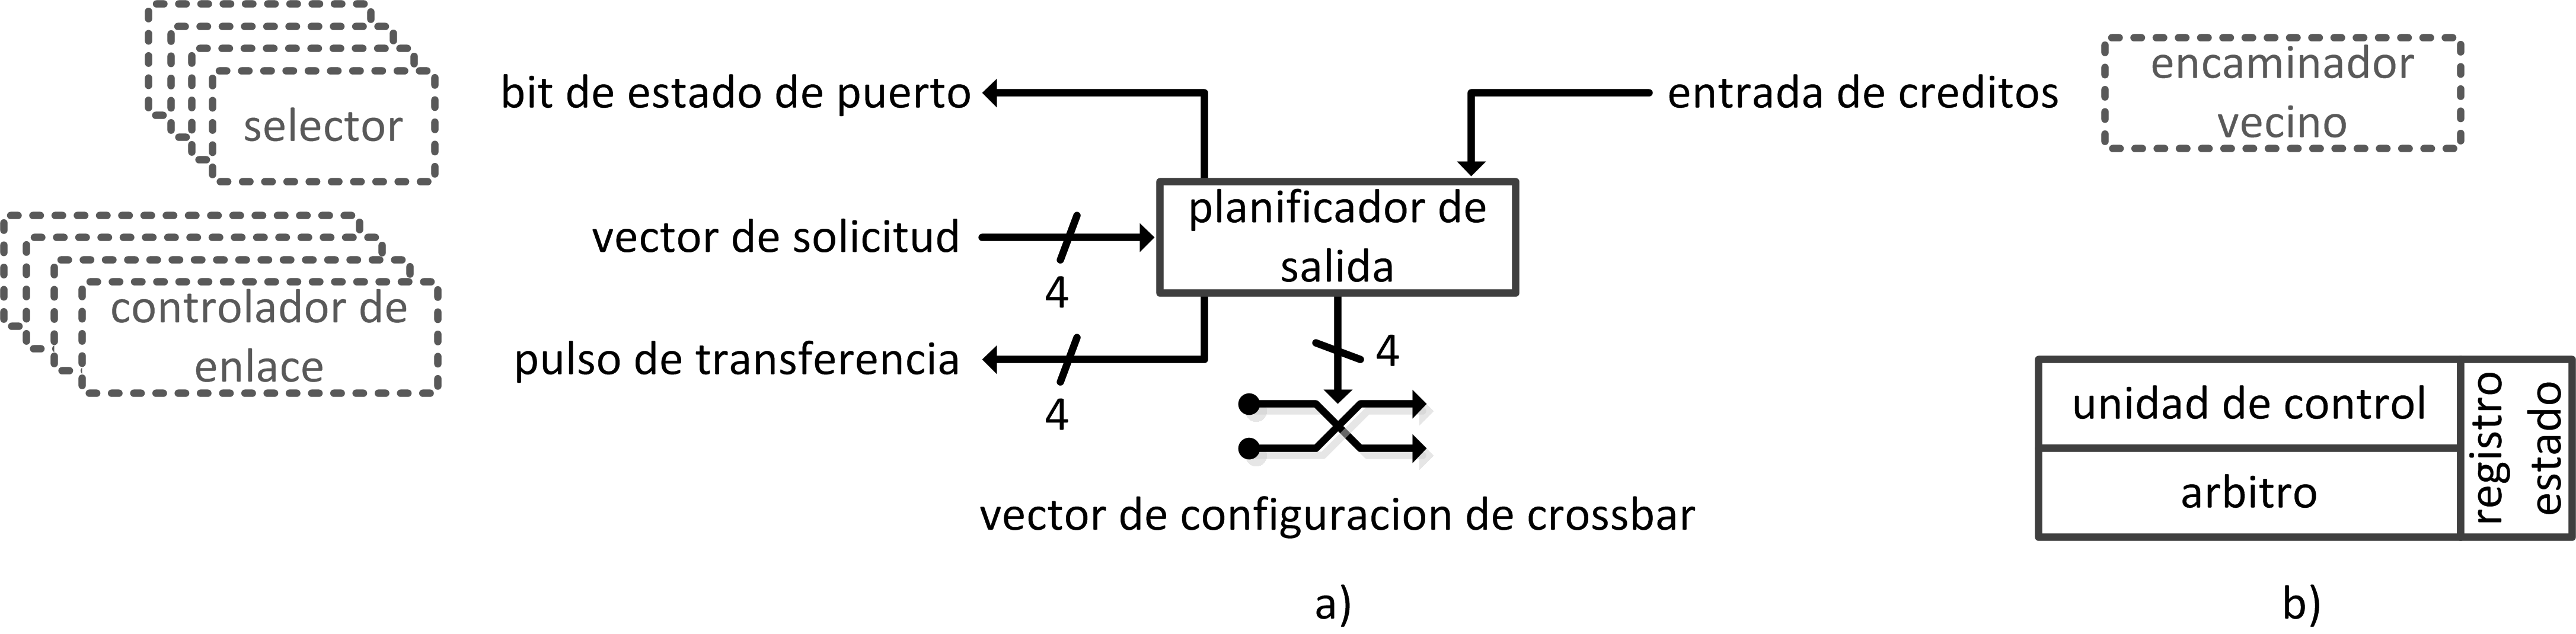 selector
bit de estado de puerto
entrada de creditos
encaminador
vecino
controlador de
enlace
vector de solicitud
4
planificador de
salida
pulso de transferencia
4
4
vector de configuracion de crossbar
a)
unidad de control
arbitro
registro
estado
b)